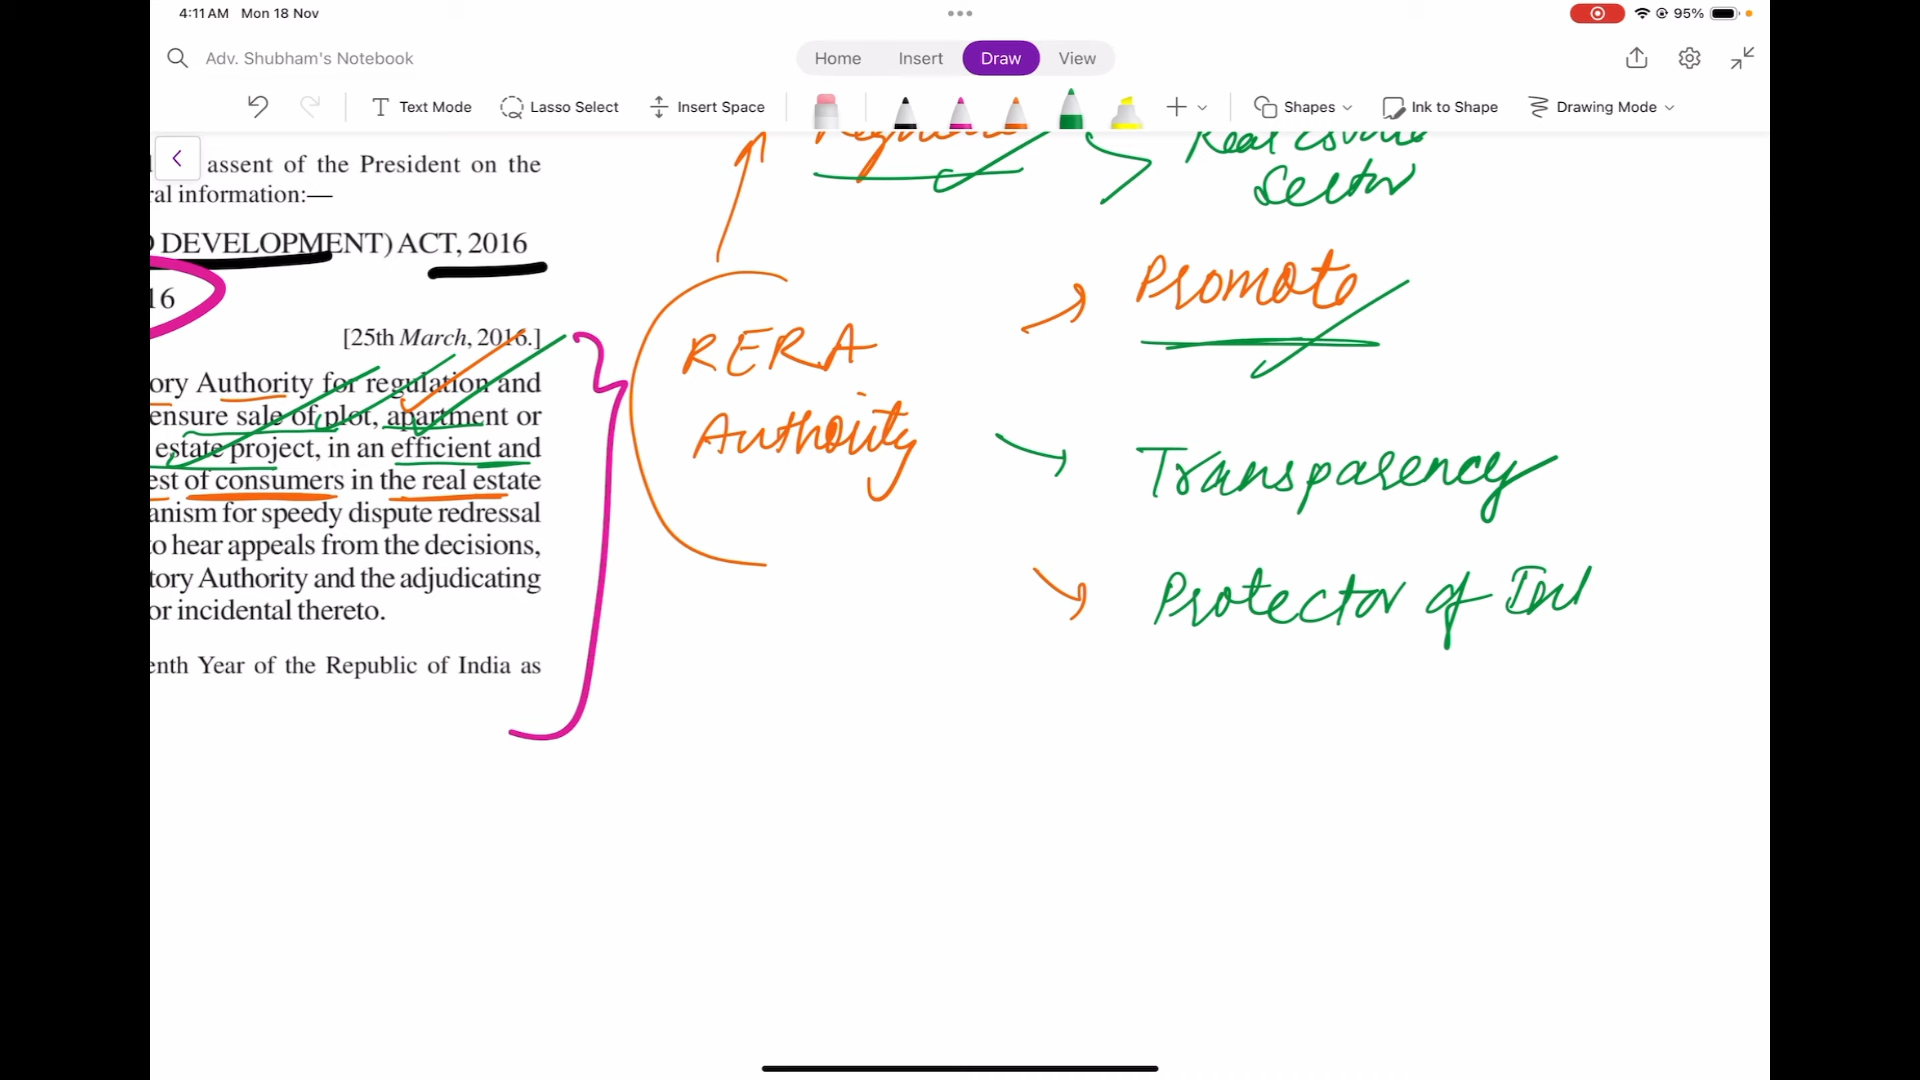 4:11 AM Mon 18 Nov
95%
Adv. Shubham's Notebook
Home Insert Draw View
Text Mode Lasso Select Insert Space Shapes Ink to Shape Drawing Mode
assent of the President on the
ral information:—
DEVELOPMENT) ACT, 2016
16
[25th March, 2016.]
ory Authority for regulation and
ensure sale of plot, apartment or
estate project, in an efficient and
est of consumers in the real estate
anism for speedy dispute redressal
to hear appeals from the decisions,
tory Authority and the adjudicating
or incidental thereto.
enth Year of the Republic of India as
Real Estate
Sector
Promote
RERA
Authority
Transparency
Protector of Int